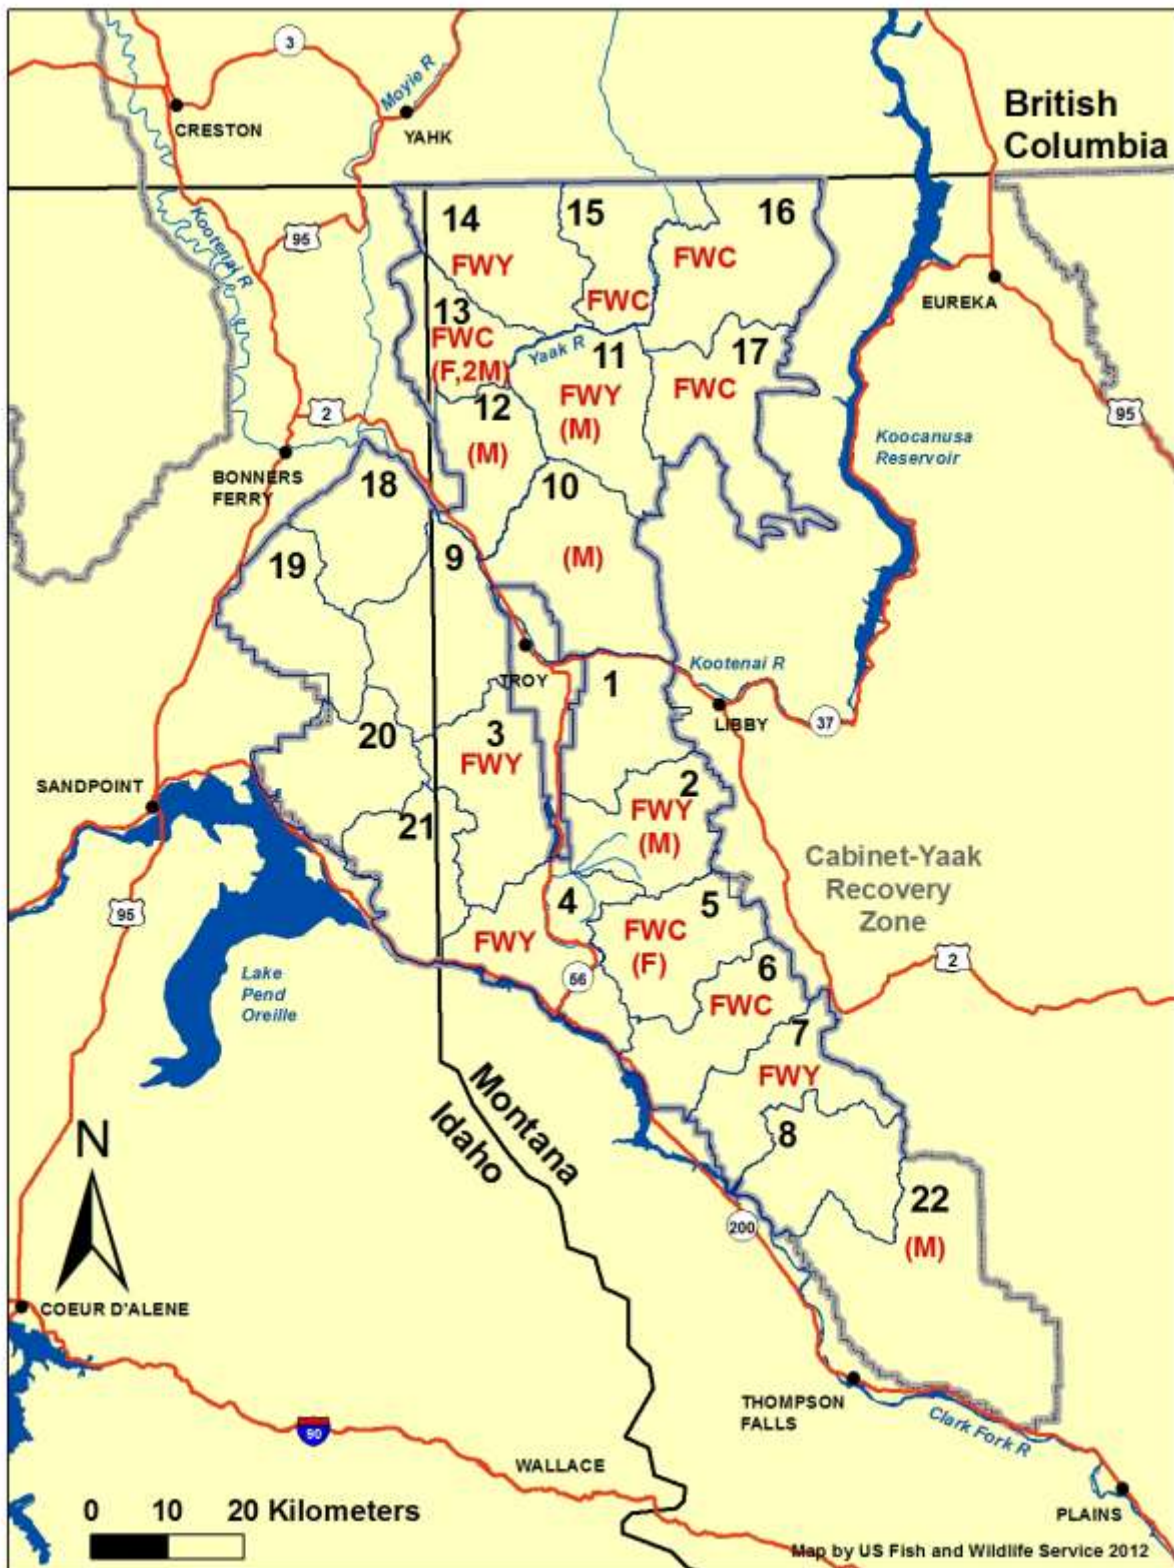 3
Moyie R
CRESTON
YAHK
British
Columbia
Kootenai R
95
14
15
16
FWY
FWC
FWC
EUREKA
13
FWC
(F,2M)
Yaak R
11
17
FWY
(M)
FWC
12
(M)
2
95
Koocanusa
Reservoir
BONNERS
FERRY
18
10
(M)
19
9
TROY
Kootenai R
1
LIBBY
37
20
3
FWY
2
FWY
(M)
SANDPOINT
21
Cabinet-Yaak
Recovery
Zone
95
4
FWY
5
FWC
(F)
2
56
6
FWC
Lake
Pend
Oreille
7
FWY
Montana
Idaho
N
8
22
(M)
200
COEUR D'ALENE
THOMPSON
FALLS
Clark Fork R
90
WALLACE
PLAINS
0 10 20 Kilometers
Map by US Fish and Wildlife Service 2012